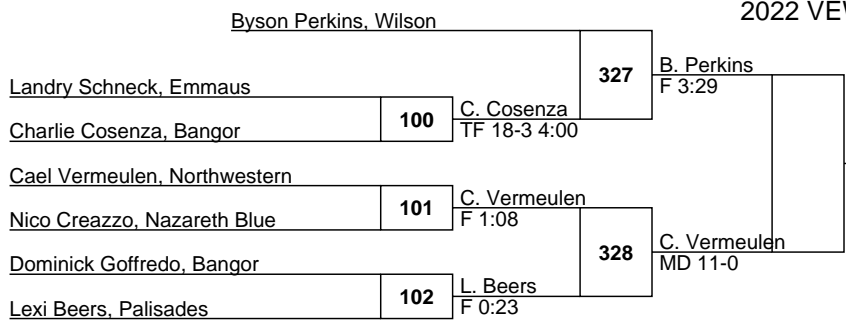 2022 VEW
Byson Perkins, Wilson
327
B. Perkins
F 3:29
Landry Schneck, Emmaus
100
C. Cosenza
TF 18-3 4:00
Charlie Cosenza, Bangor
Cael Vermeulen, Northwestern
101
C. Vermeulen
F 1:08
Nico Creazzo, Nazareth Blue
328
C. Vermeulen
MD 11-0
Dominick Goffredo, Bangor
102
L. Beers
F 0:23
Lexi Beers, Palisades